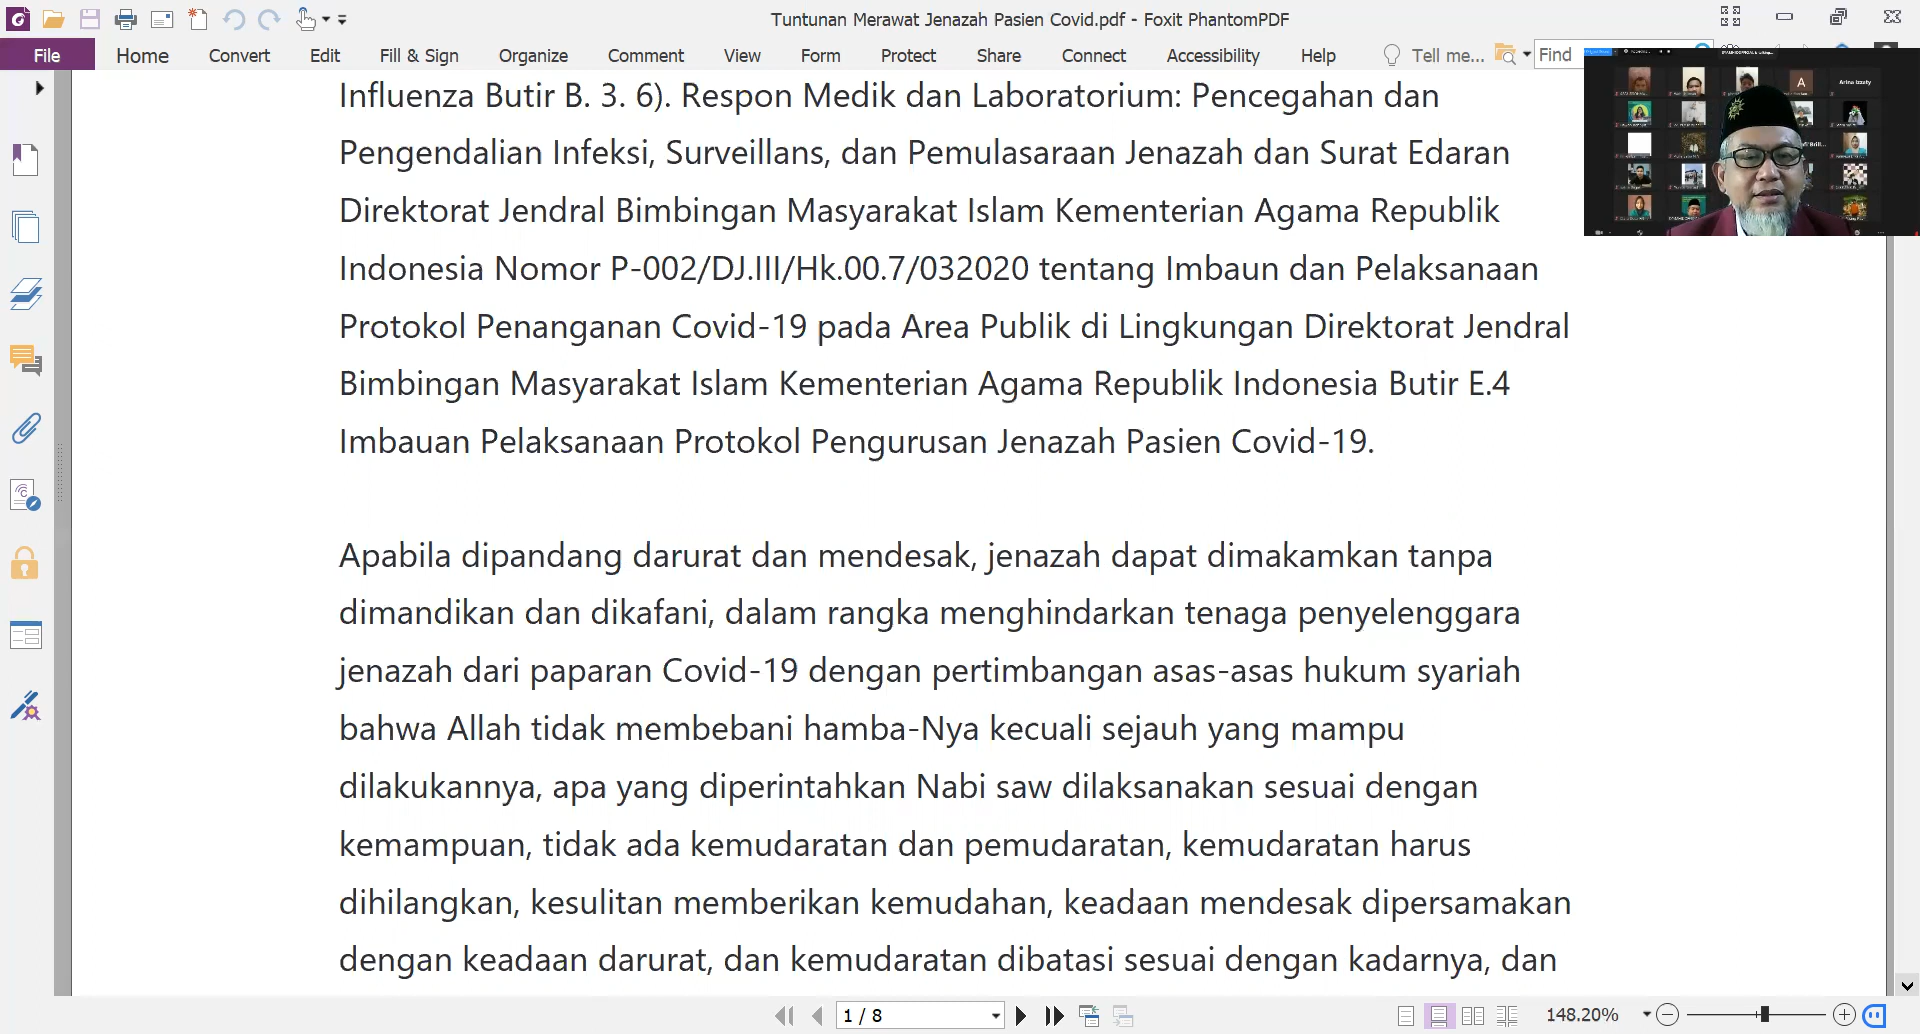 Tuntunan Merawat Jenazah Pasien Covid.pdf - Foxit PhantomPDF
File Home Convert Edit Fill & Sign Organize Comment View Form Protect Share Connect Accessibility Help Tell me... Find
Influenza Butir B. 3. 6). Respon Medik dan Laboratorium: Pencegahan dan
Pengendalian Infeksi, Surveillans, dan Pemulasaraan Jenazah dan Surat Edaran
Direktorat Jendral Bimbingan Masyarakat Islam Kementerian Agama Republik
Indonesia Nomor P-002/DJ.III/Hk.00.7/032020 tentang Imbaun dan Pelaksanaan
Protokol Penanganan Covid-19 pada Area Publik di Lingkungan Direktorat Jendral
Bimbingan Masyarakat Islam Kementerian Agama Republik Indonesia Butir E.4
Imbauan Pelaksanaan Protokol Pengurusan Jenazah Pasien Covid-19.
Apabila dipandang darurat dan mendesak, jenazah dapat dimakamkan tanpa
dimandikan dan dikafani, dalam rangka menghindarkan tenaga penyelenggara
jenazah dari paparan Covid-19 dengan pertimbangan asas-asas hukum syariah
bahwa Allah tidak membebani hamba-Nya kecuali sejauh yang mampu
dilakukannya, apa yang diperintahkan Nabi saw dilaksanakan sesuai dengan
kemampuan, tidak ada kemudaratan dan pemudaratan, kemudaratan harus
dihilangkan, kesulitan memberikan kemudahan, keadaan mendesak dipersamakan
dengan keadaan darurat, dan kemudaratan dibatasi sesuai dengan kadarnya, dan
A
Arina Izzaty
1 / 8
148.20%